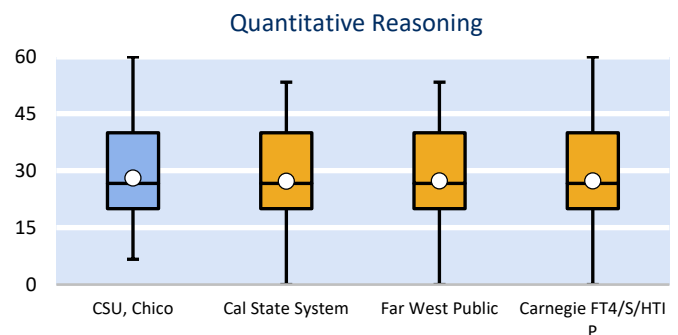 Quantitative Reasoning
60
45
30
15
0
CSU, Chico
Cal State System
Far West Public
Carnegie FT4/S/HTI
P